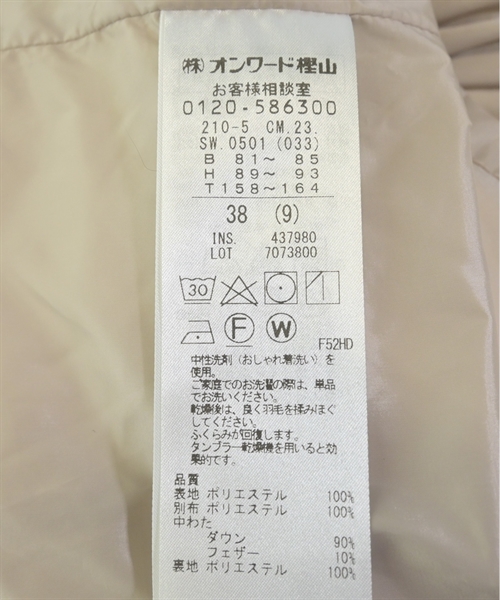 ㈱オンワード樫山
お客様相談室
0120-586300
210-5 CM.23.
SW.0501(033)
B 81～ 85
H 89～ 93
T 158～164
38 (9)
INS. 437980
LOT 7073800
30
F W F52HD
中性洗剤(おしゃれ着洗い)を
使用。
ご家庭でのお洗濯の際は、単品
でお洗いください。
乾燥後は、良く羽毛を揉みほぐ
してください。
ふくらみが回復します。
タンブラー乾燥機を用いると効
果的です。
品質
表地 ポリエステル 100%
別布 ポリエステル 100%
中わた
ダウン 90%
フェザー 10%
裏地 ポリエステル 100%